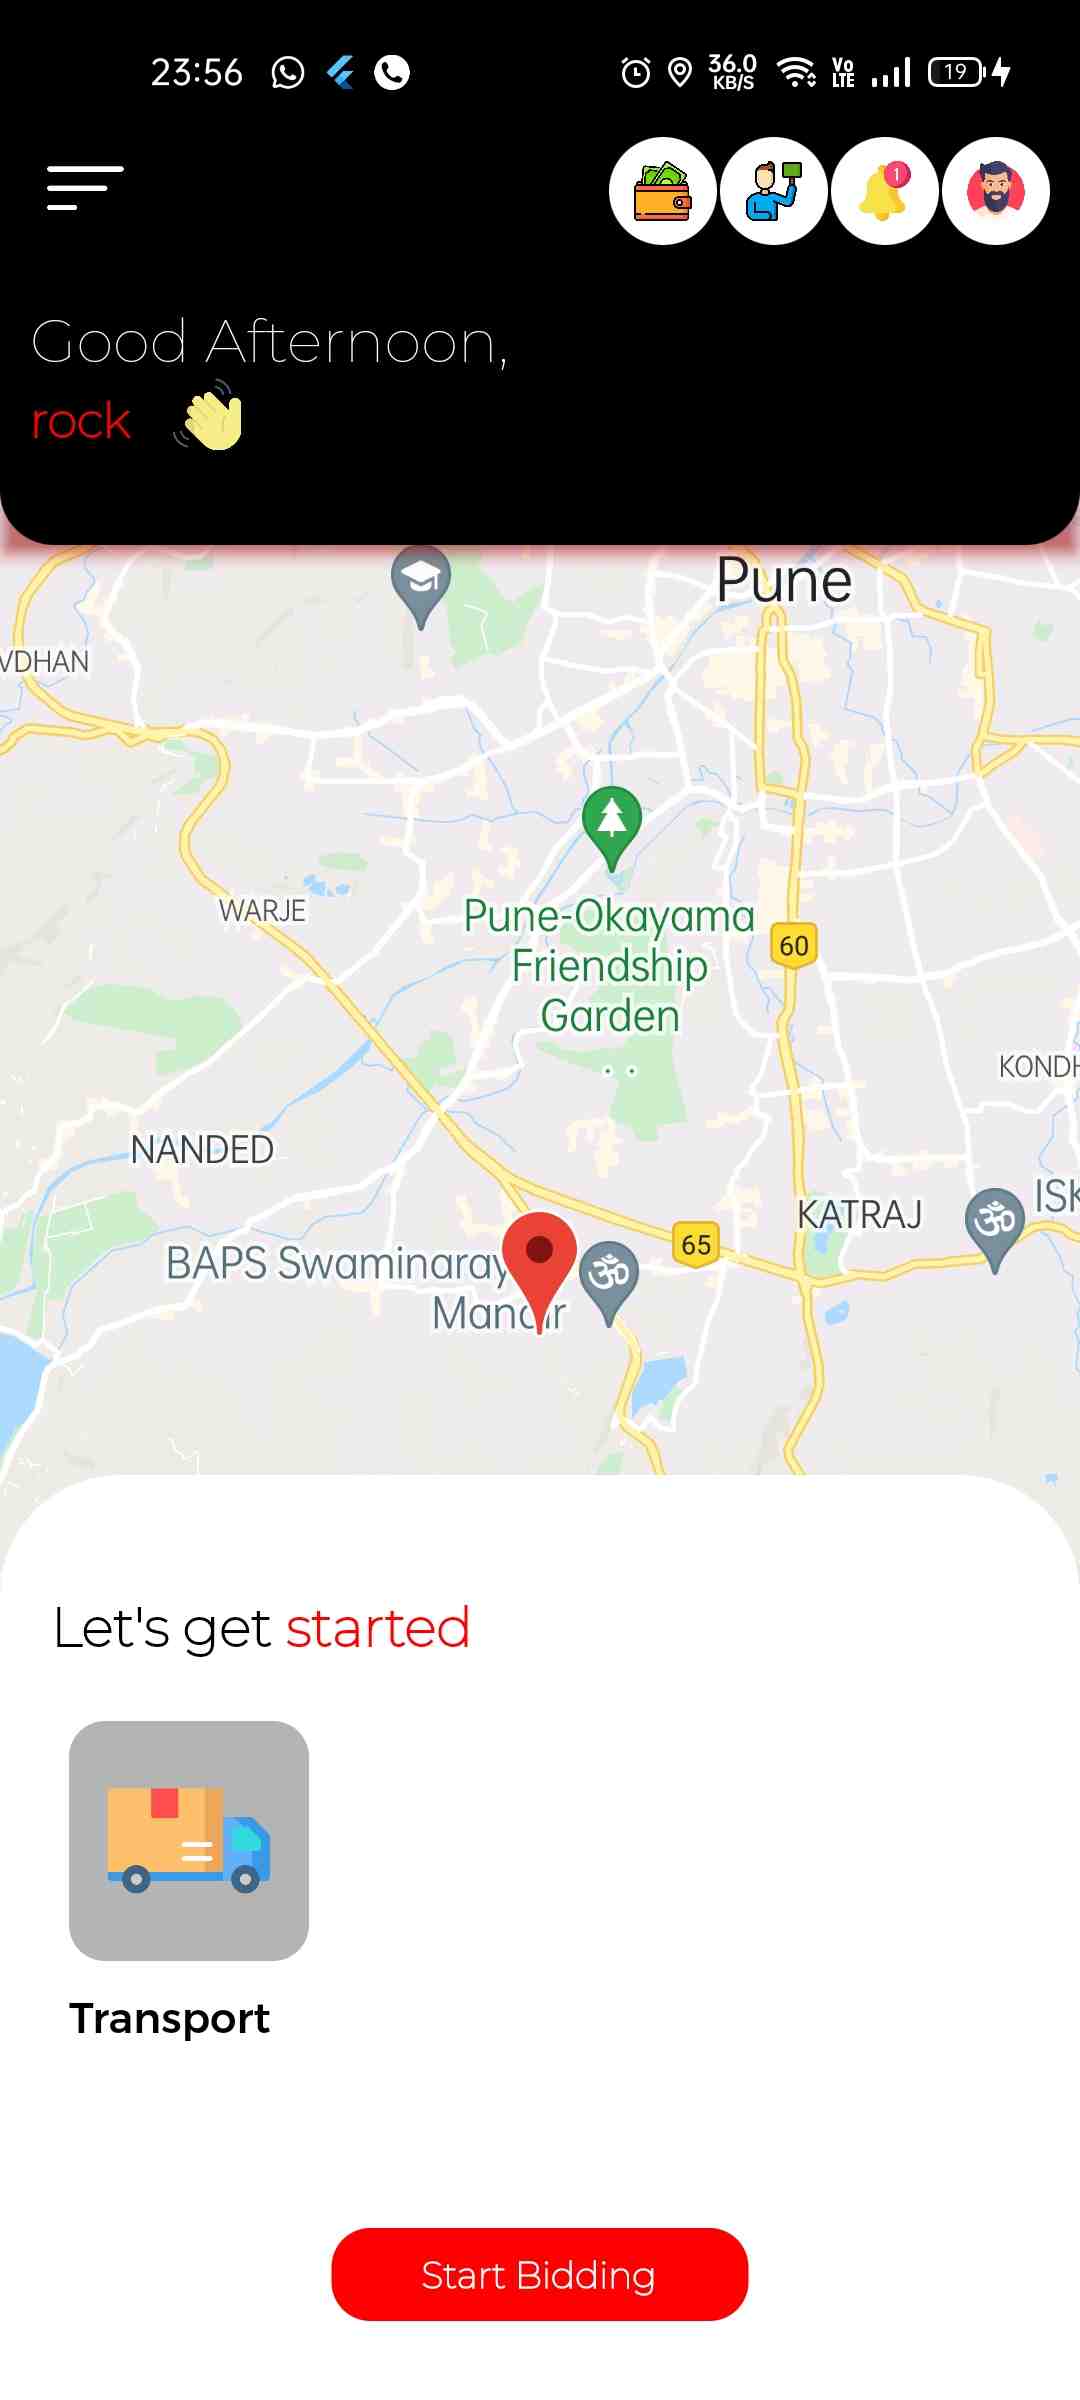 23:56
36.0
KB/S
Vo
LTE
19
1
Good Afternoon,
rock
Pune
VDHAN
WARJE
Pune-Okayama
Friendship
Garden
60
KONDH
NANDED
KATRAJ
ISK
65
BAPS Swaminaray
Mandir
Let's get started
Transport
Start Bidding